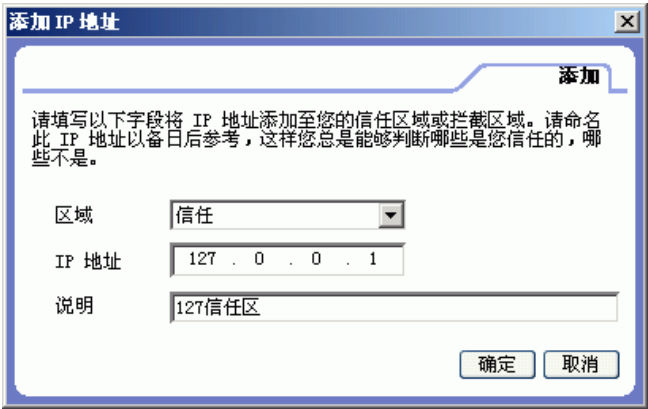 添加 IP 地址
添加
请填写以下字段将 IP 地址添加至您的信任区域或拦截区域。请命名
此 IP 地址以备日后参考，这样您总是能够判断哪些是您信任的，哪
些不是。
区域 信任
IP 地址 127 . 0 . 0 . 1
说明 127信任区
确定 取消